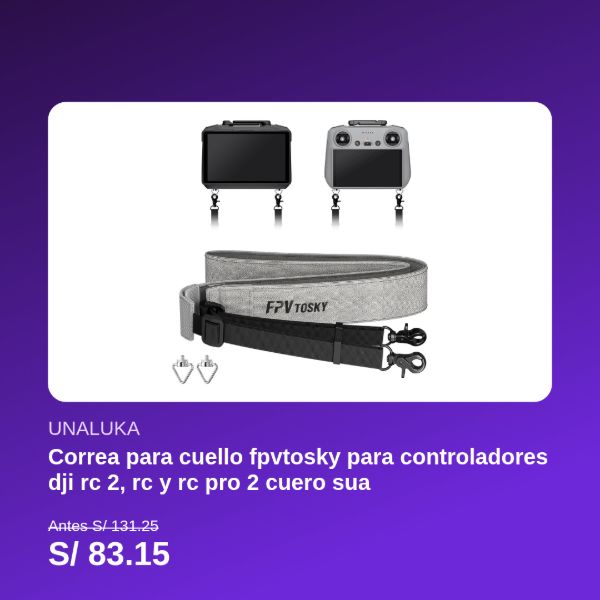 FPV TOSKY
UNALUKA
Correa para cuello fpvtosky para controladores
dji rc 2, rc y rc pro 2 cuero sua
Antes S/ 131.25
S/ 83.15